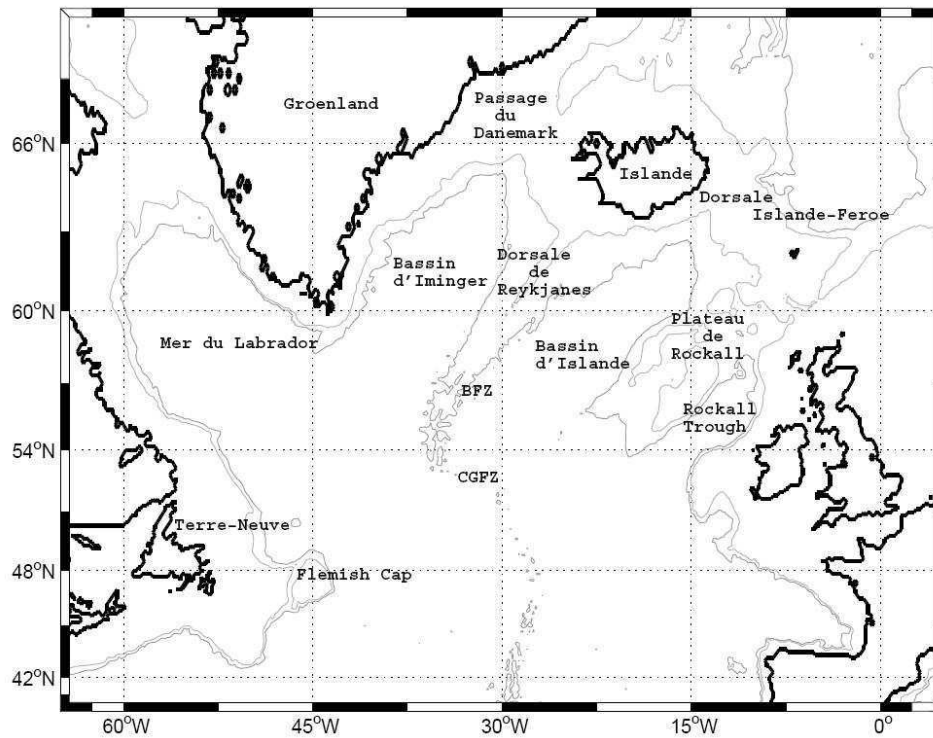 Groenland
Passage
du
Danemark
66°N
Islande
Dorsale
Islande-Feroe
Bassin
d'Iminger
Dorsale
de
Reykjanes
60°N
Mer du Labrador
Plateau
de
Rockall
Bassin
d'Islande
BFZ
Rockall
Trough
54°N
CGFZ
Terre-Neuve
48°N
Flemish Cap
42°N
60°W
45°W
30°W
15°W
0°